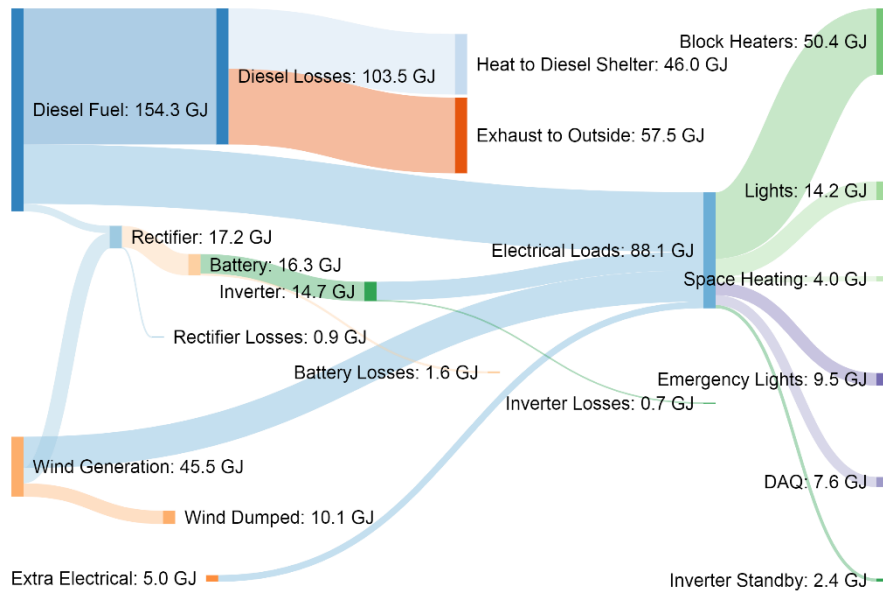 Block Heaters: 50.4 GJ
Heat to Diesel Shelter: 46.0 GJ
Diesel Losses: 103.5 GJ
Diesel Fuel: 154.3 GJ
Exhaust to Outside: 57.5 GJ
Lights: 14.2 GJ
Rectifier: 17.2 GJ
Electrical Loads: 88.1 GJ
Battery: 16.3 GJ
Space Heating: 4.0 GJ
Inverter: 14.7 GJ
Rectifier Losses: 0.9 GJ
Battery Losses: 1.6 GJ
Emergency Lights: 9.5 GJ
Inverter Losses: 0.7 GJ
Wind Generation: 45.5 GJ
DAQ: 7.6 GJ
Wind Dumped: 10.1 GJ
Extra Electrical: 5.0 GJ
Inverter Standby: 2.4 GJ